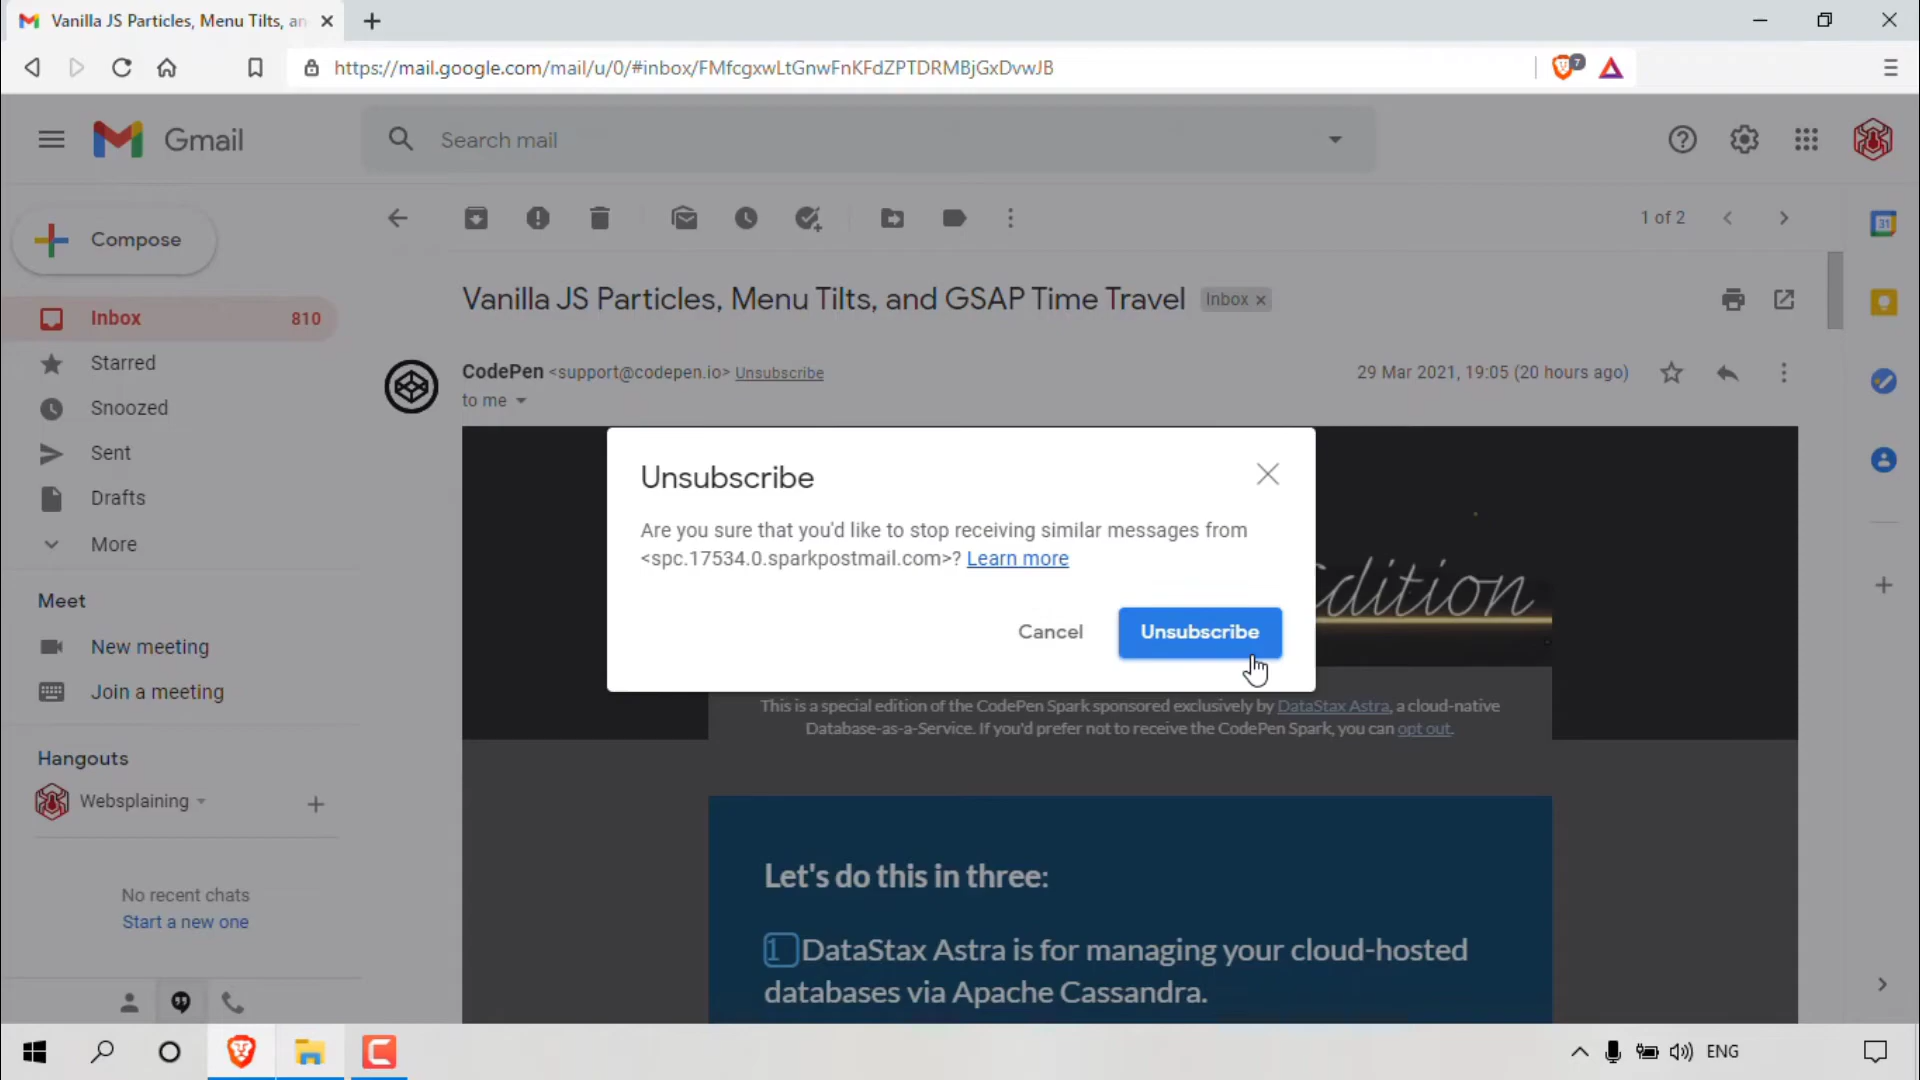 Vanilla JS Particles, Menu Tilts, an
https://mail.google.com/mail/u/0/#inbox/FMfcgxwLtGnwFnKFdZPTDRMBjGxDvwJB
7
Gmail
Search mail
Compose
1 of 2
31
Vanilla JS Particles, Menu Tilts, and GSAP Time Travel
Inbox x
Inbox 810
Starred
Snoozed
Sent
Drafts
More
CodePen <support@codepen.io> Unsubscribe
29 Mar 2021, 19:05 (20 hours ago)
to me
Unsubscribe
Are you sure that you'd like to stop receiving similar messages from
<spc.17534.0.sparkpostmail.com>? Learn more
Cancel
Unsubscribe
Edition
This is a special edition of the CodePen Spark sponsored exclusively by DataStax Astra, a cloud-native
Database-as-a-Service. If you'd prefer not to receive the CodePen Spark, you can opt out.
Meet
New meeting
Join a meeting
Hangouts
Websplaining
No recent chats
Start a new one
Let's do this in three:
1 DataStax Astra is for managing your cloud-hosted
databases via Apache Cassandra.
ENG